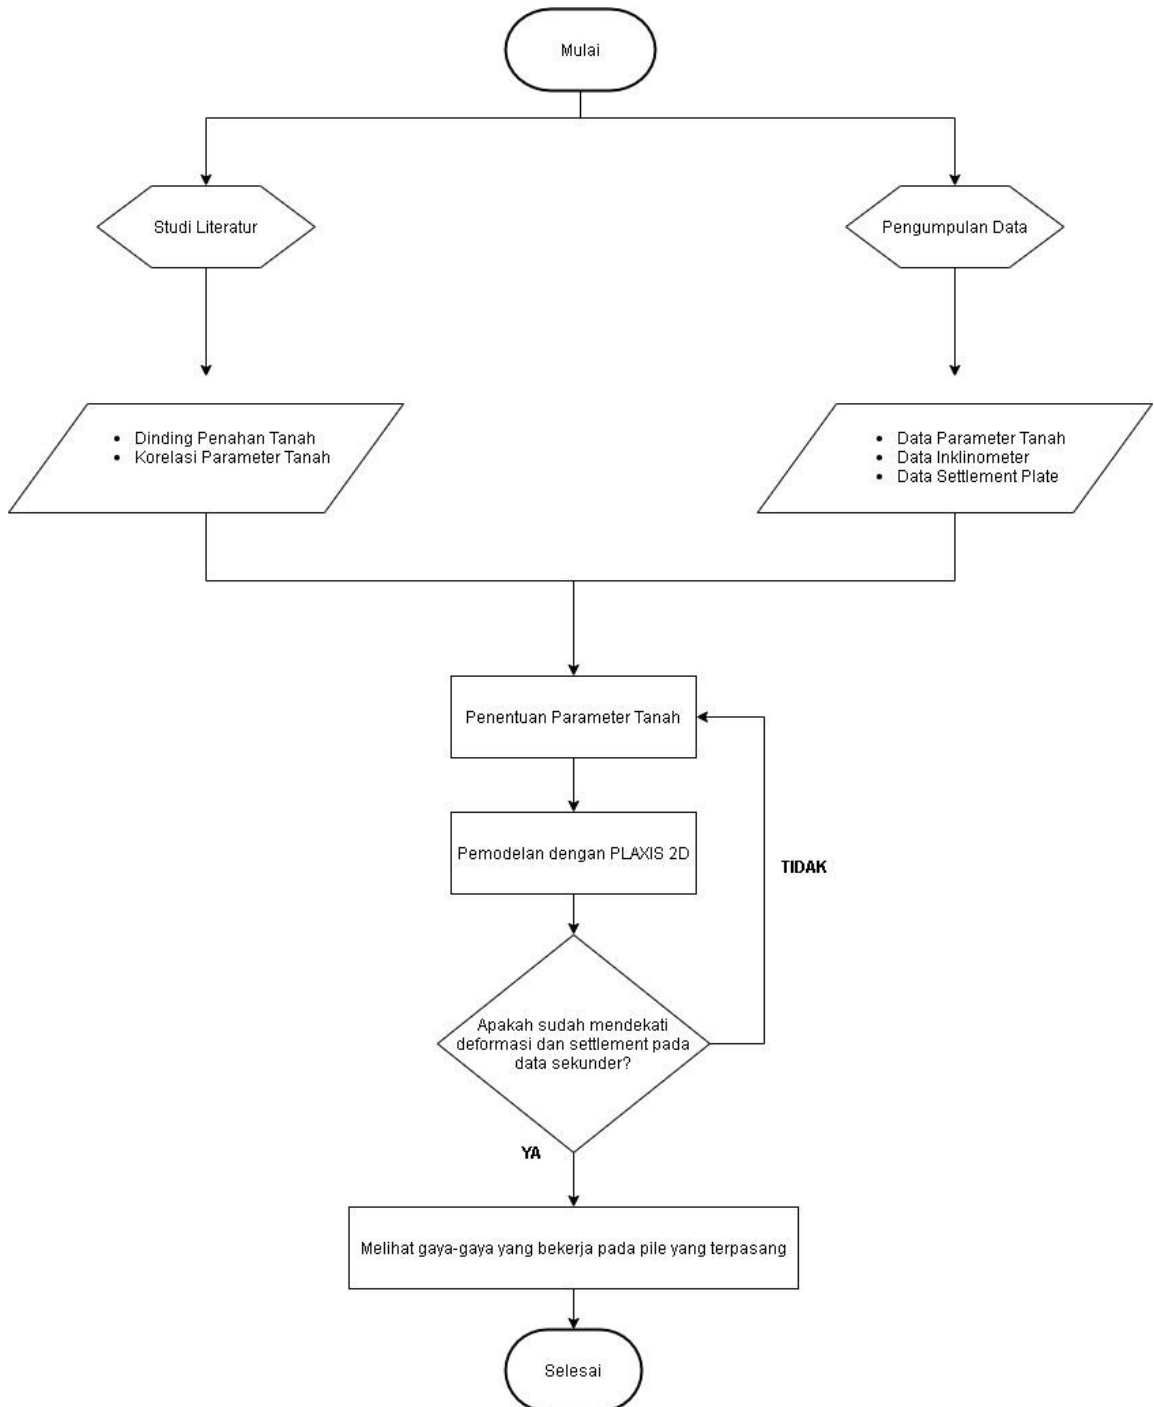 Mulai
Studi Literatur
Pengumpulan Data
• Dinding Penahan Tanah
• Korelasi Parameter Tanah
• Data Parameter Tanah
• Data Inklinometer
• Data Settlement Plate
Penentuan Parameter Tanah
Pemodelan dengan PLAXIS 2D
TIDAK
Apakah sudah mendekati
deformasi dan settlement pada
data sekunder?
YA
Melihat gaya-gaya yang bekerja pada pile yang terpasang
Selesai